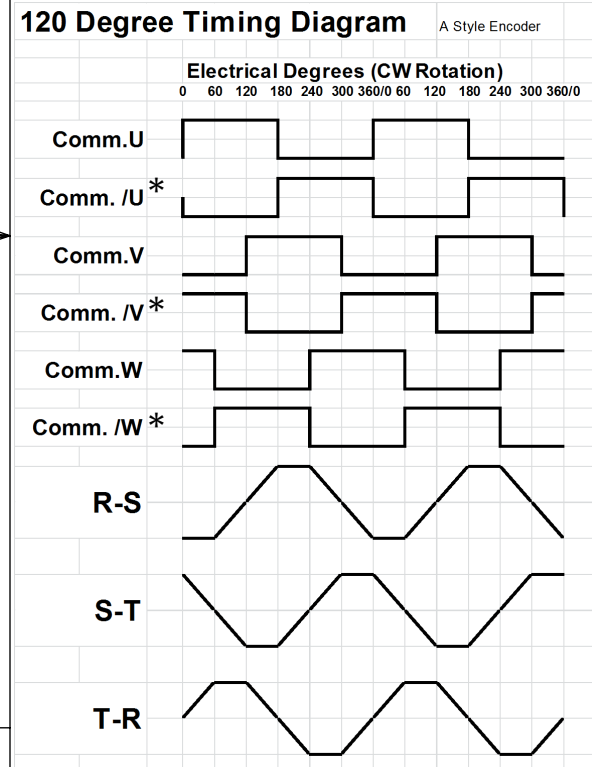 120 Degree Timing Diagram A Style Encoder
Electrical Degrees (CW Rotation)
0 60 120 180 240 300 360/0 60 120 180 240 300 360/0
Comm.U
Comm. /U *
Comm.V
Comm. /V *
Comm.W
Comm. /W *
R-S
S-T
T-R